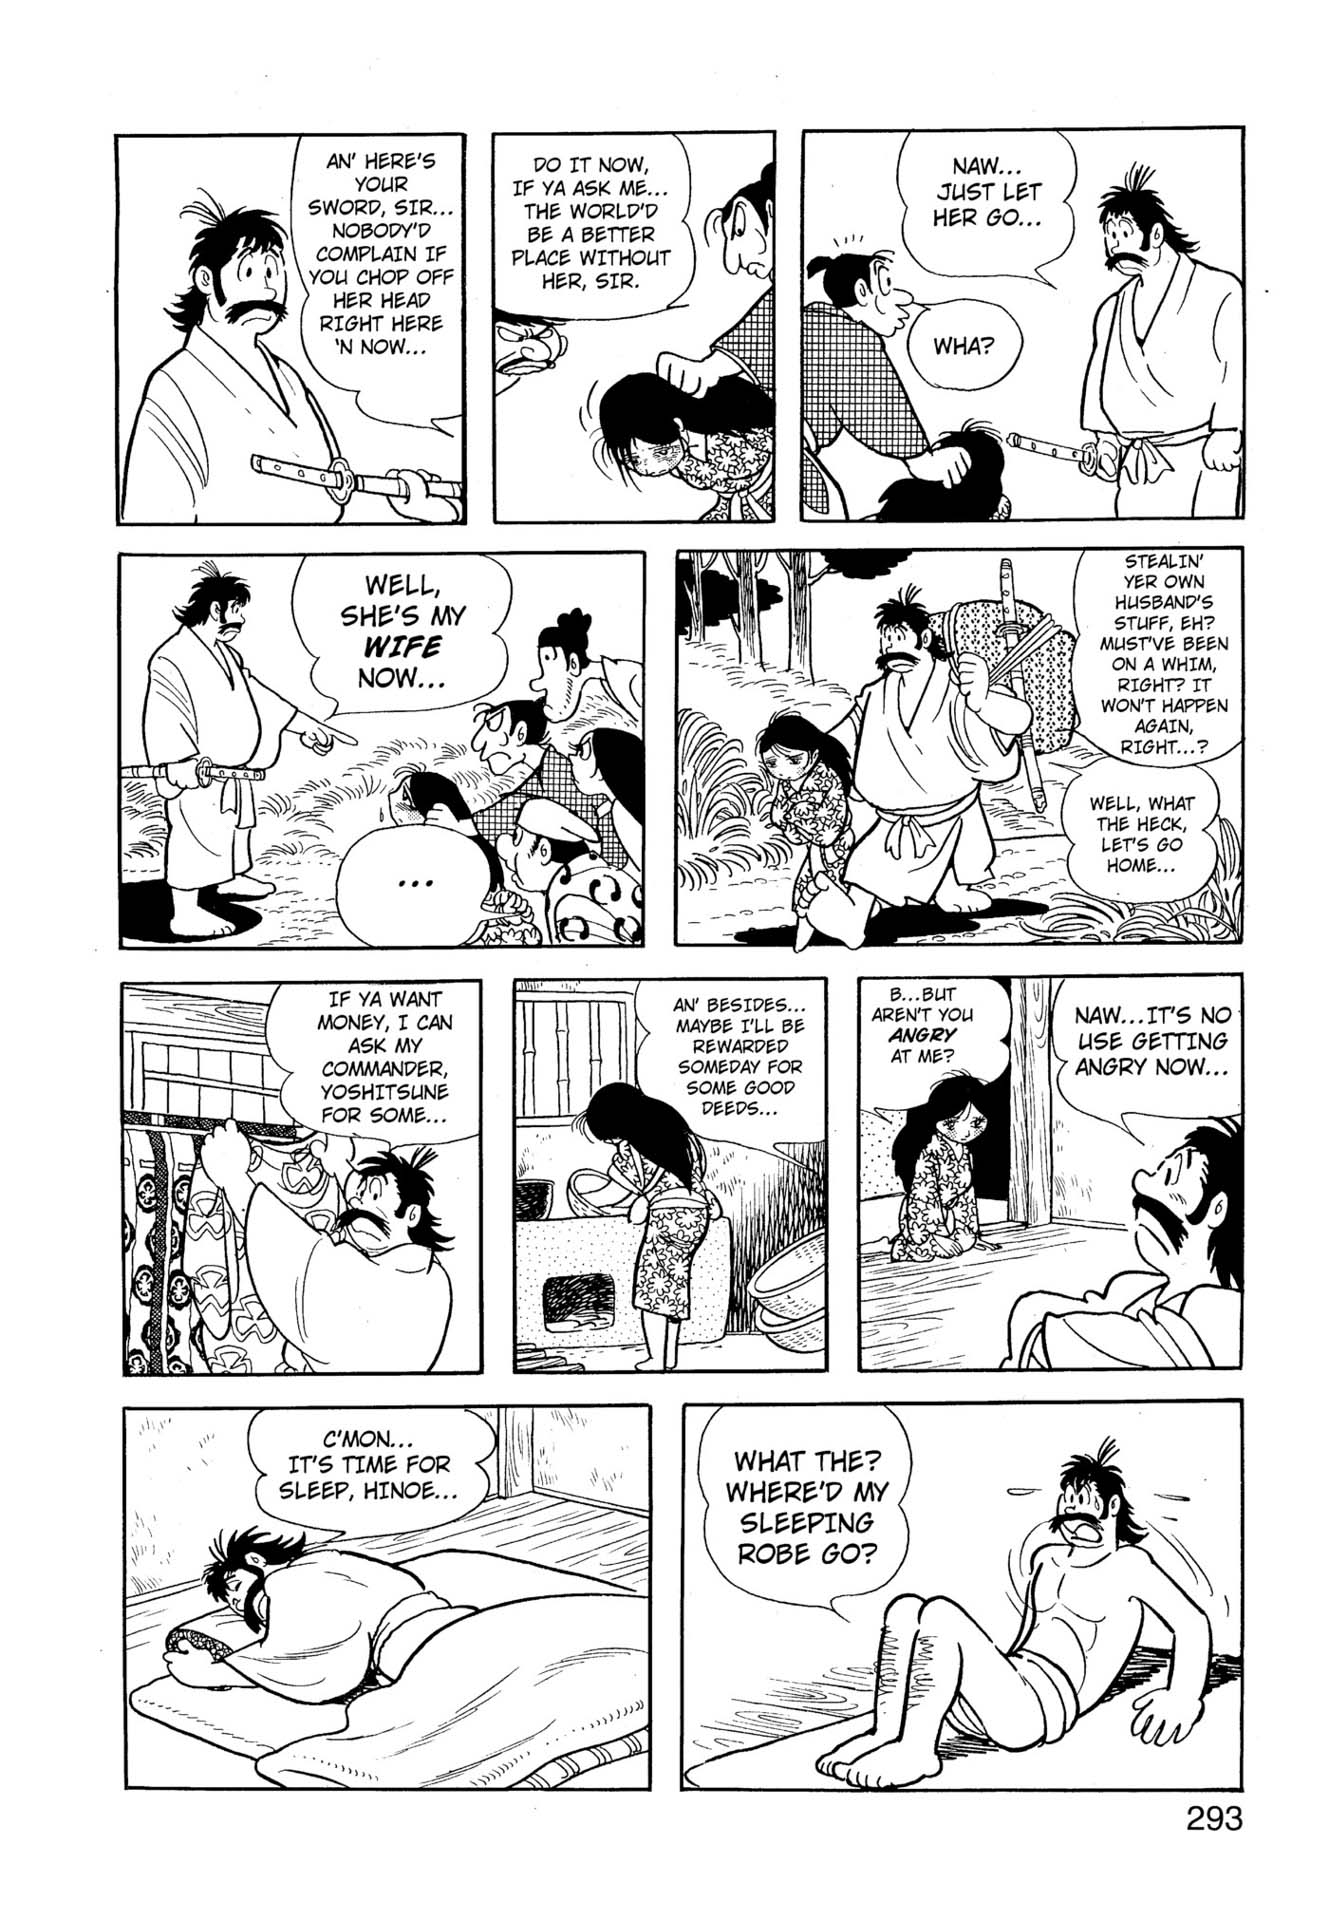 AN' HERE'S
YOUR
SWORD, SIR...
NOBODY'D
COMPLAIN IF
YOU CHOP OFF
HER HEAD
RIGHT HERE
'N NOW...
DO IT NOW,
IF YA ASK ME...
THE WORLD'D
BE A BETTER
PLACE WITHOUT
HER, SIR.
NAW...
JUST LET
HER GO...
WHA?
WELL,
SHE'S MY
WIFE
NOW...
...
STEALIN'
YER OWN
HUSBAND'S
STUFF, EH?
MUST'VE BEEN
ON A WHIM,
RIGHT? IT
WON'T HAPPEN
AGAIN,
RIGHT...?
WELL, WHAT
THE HECK,
LET'S GO
HOME...
IF YA WANT
MONEY, I CAN
ASK MY
COMMANDER,
YOSHITSUNE
FOR SOME...
AN' BESIDES...
MAYBE I'LL BE
REWARDED
SOMEDAY FOR
SOME GOOD
DEEDS...
B...BUT
AREN'T YOU
ANGRY
AT ME?
NAW...IT'S NO
USE GETTING
ANGRY NOW...
C'MON...
IT'S TIME FOR
SLEEP, HINOE...
WHAT THE?
WHERE'D MY
SLEEPING
ROBE GO?
293